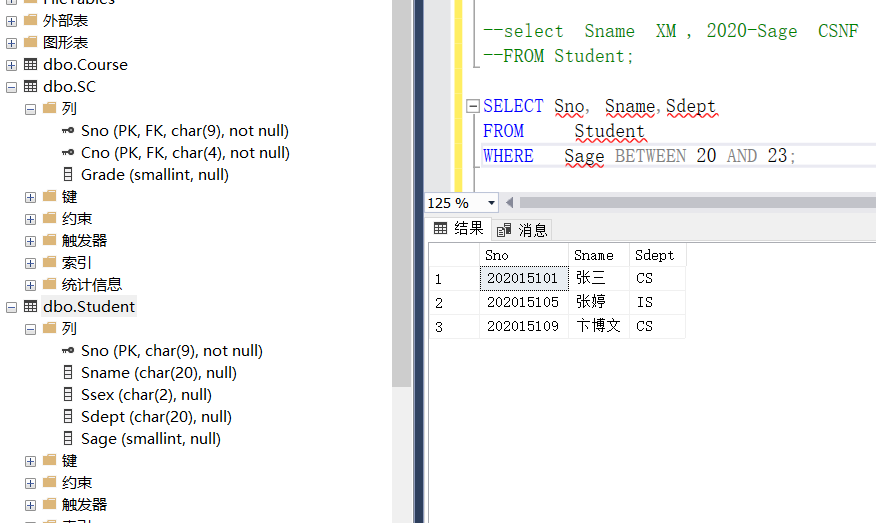 FileTables
外部表
图形表
dbo.Course
dbo.SC
列
Sno (PK, FK, char(9), not null)
Cno (PK, FK, char(4), not null)
Grade (smallint, null)
键
约束
触发器
索引
统计信息
dbo.Student
列
Sno (PK, char(9), not null)
Sname (char(20), null)
Ssex (char(2), null)
Sdept (char(20), null)
Sage (smallint, null)
键
约束
触发器
索引
--select Sname XM , 2020-Sage CSNF
--FROM Student;
SELECT Sno, Sname,Sdept
FROM Student
WHERE Sage BETWEEN 20 AND 23;
125 %
结果 消息
Sno Sname Sdept
1 202015101 张三 CS
2 202015105 张婷 IS
3 202015109 卞博文 CS